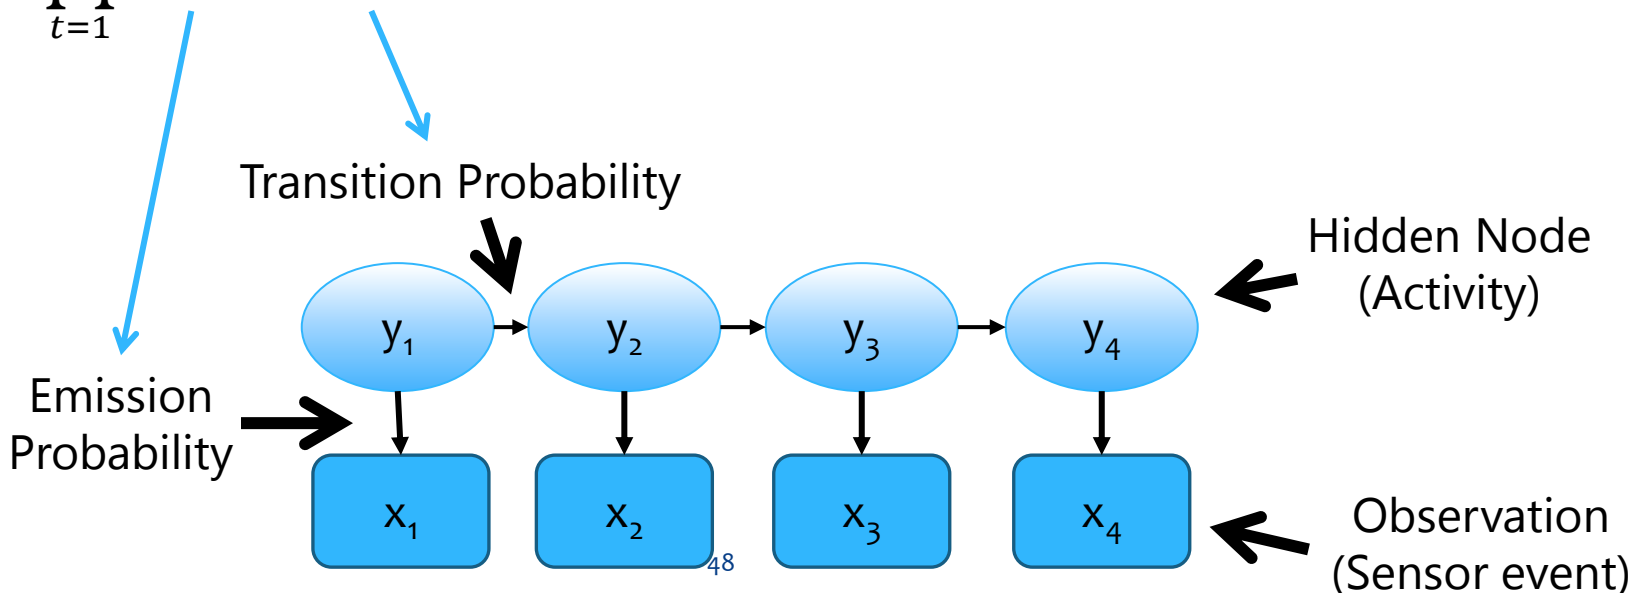 t=1
Transition Probability
Hidden Node
(Activity)
y₁ y₂ y₃ y₄
Emission
Probability
x₁ x₂ x₃ x₄
Observation
(Sensor event)
48